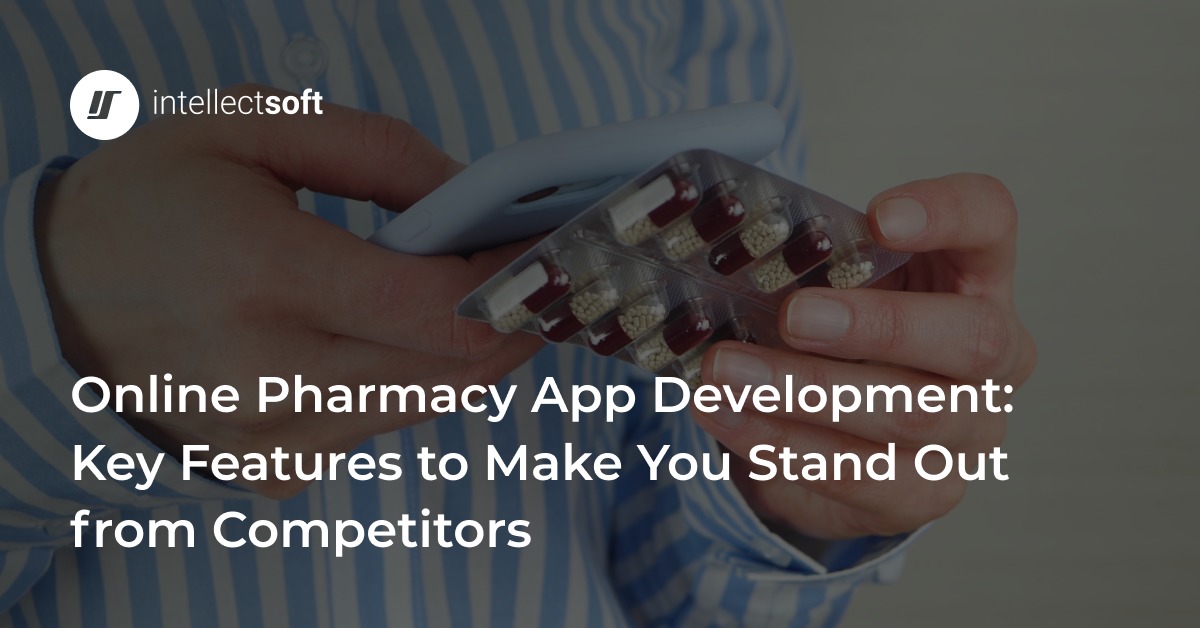 intellectsoft
Online Pharmacy App Development:
Key Features to Make You Stand Out
from Competitors